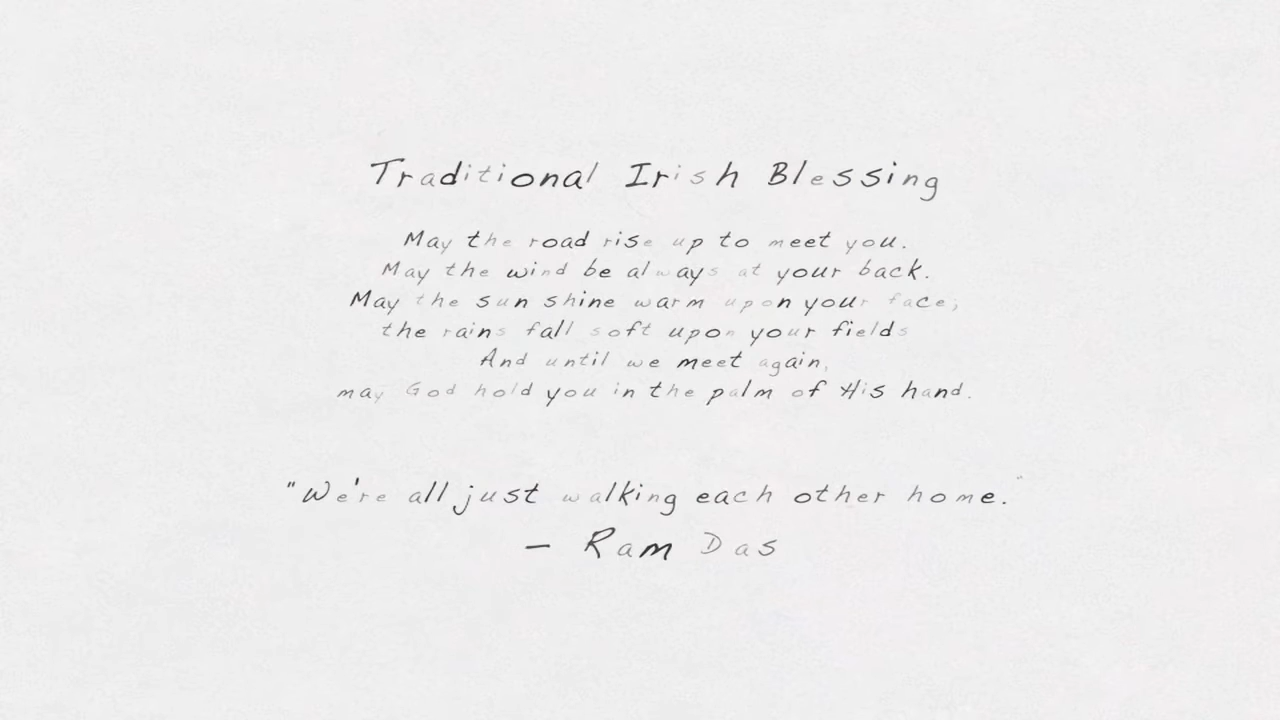 Traditional Irish Blessing
May the road rise up to meet you.
May the wind be always at your back.
May the sun shine warm upon your face;
the rains fall soft upon your fields
And until we meet again,
may God hold you in the palm of His hand.
"We're all just walking each other home."
— Ram Das